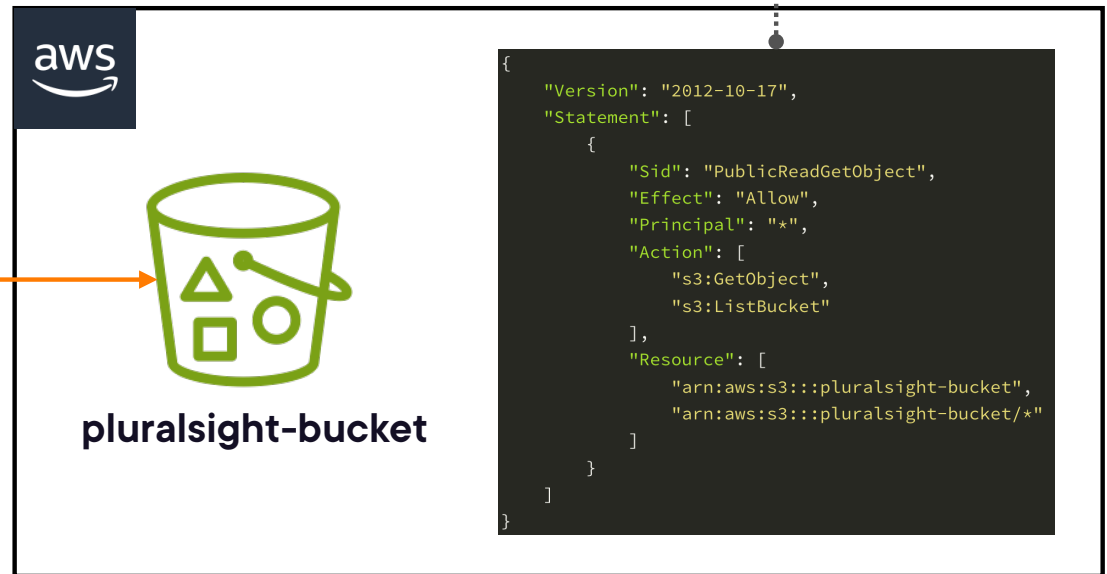 aws
{
    "Version": "2012-10-17",
    "Statement": [
        {
            "Sid": "PublicReadGetObject",
            "Effect": "Allow",
            "Principal": "*",
            "Action": [
                "s3:GetObject",
                "s3:ListBucket"
            ],
            "Resource": [
                "arn:aws:s3:::pluralsight-bucket",
                "arn:aws:s3:::pluralsight-bucket/*"
            ]
        }
    ]
}
pluralsight-bucket